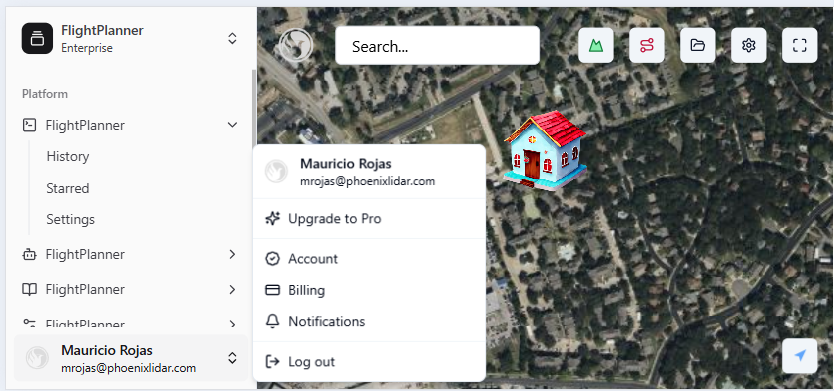 FlightPlanner
Enterprise
Search...
Platform
FlightPlanner
History
Starred
Settings
FlightPlanner
FlightPlanner
FlightPlanner
Mauricio Rojas
mrojas@phoenixlidar.com
Mauricio Rojas
mrojas@phoenixlidar.com
Upgrade to Pro
Account
Billing
Notifications
Log out